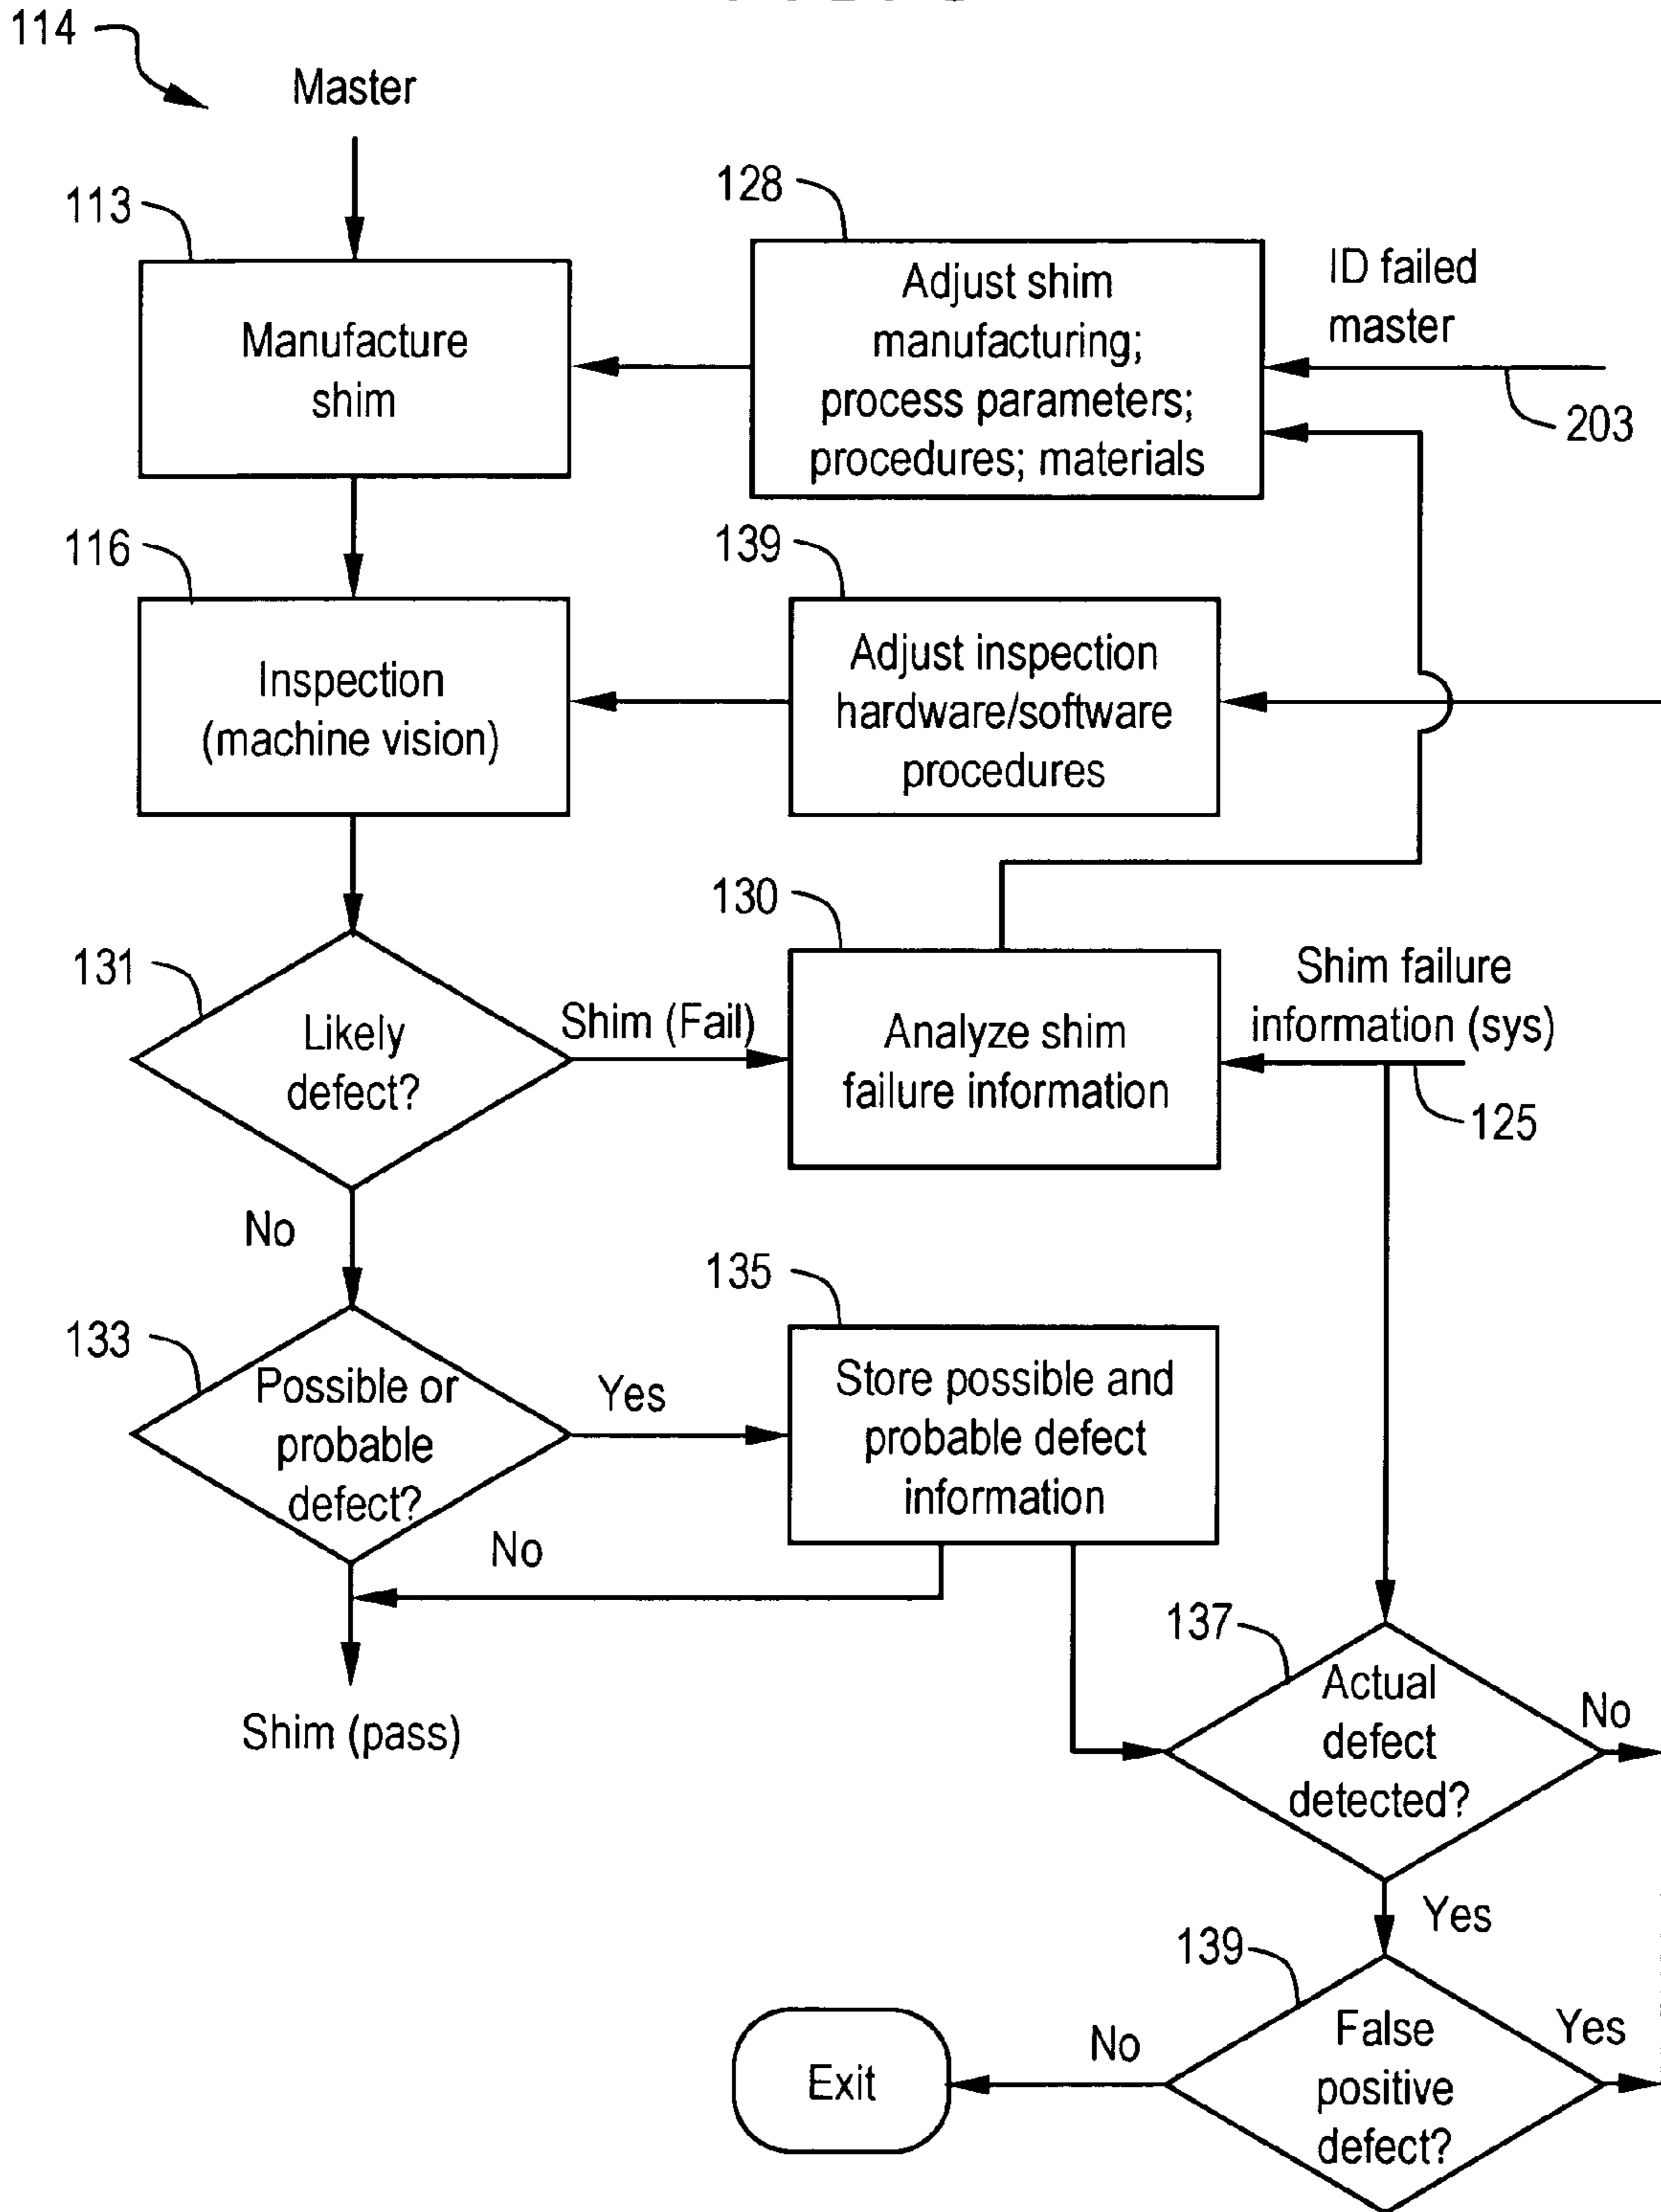 114
Master
113
128
Manufacture
shim
Adjust shim
manufacturing;
process parameters;
procedures; materials
ID failed
master
203
116
139
Inspection
(machine vision)
Adjust inspection
hardware/software
procedures
131
130
Likely
defect?
Shim (Fail)
Analyze shim
failure information
Shim failure
information (sys)
125
No
133
135
Possible or
probable
defect?
Yes
Store possible and
probable defect
information
No
Shim (pass)
137
Actual
defect
detected?
No
Yes
139
False
positive
defect?
Yes
No
Exit